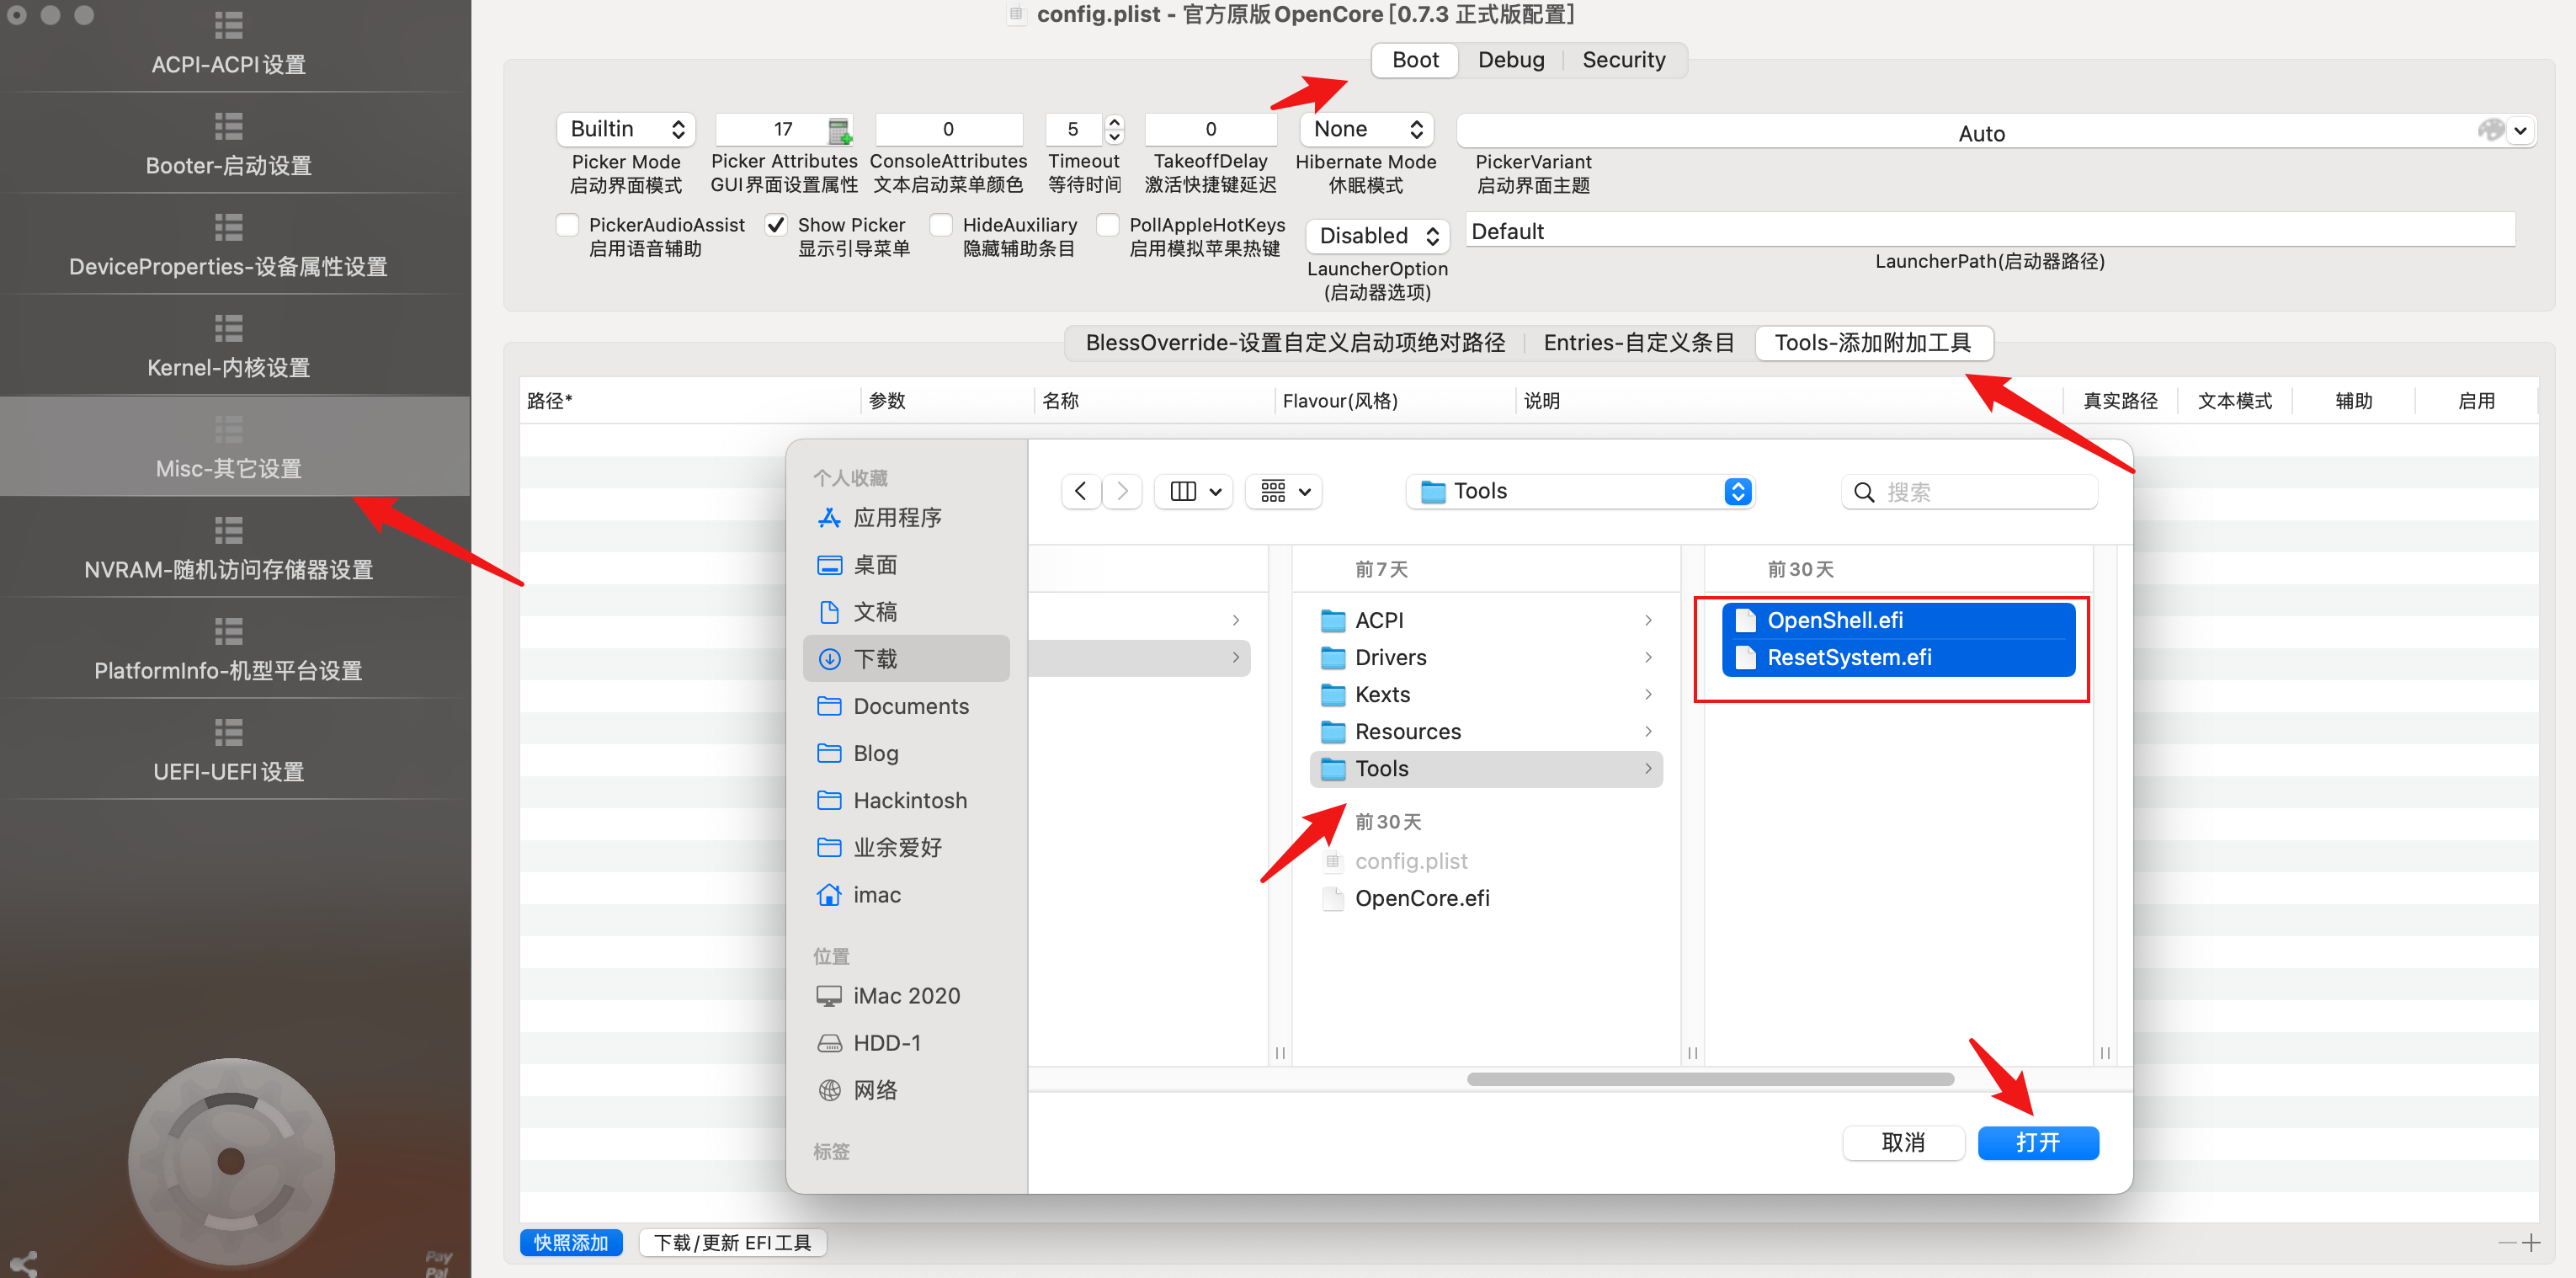 config.plist - 官方原版OpenCore[0.7.3 正式版配置]
ACPI-ACPI设置
Booter-启动设置
DeviceProperties-设备属性设置
Kernel-内核设置
Misc-其它设置
NVRAM-随机访问存储器设置
PlatformInfo-机型平台设置
UEFI-UEFI设置
Pay
Pal
Boot Debug Security
Builtin 17 0 5 0 None Auto
Picker Mode Picker Attributes ConsoleAttributes Timeout TakeoffDelay Hibernate Mode PickerVariant
启动界面模式 GUI界面设置属性 文本启动菜单颜色 等待时间 激活快捷键延迟 休眠模式 启动界面主题
PickerAudioAssist Show Picker HideAuxiliary PollAppleHotKeys Disabled Default
启用语音辅助 显示引导菜单 隐藏辅助条目 启用模拟苹果热键
LauncherOption LauncherPath(启动器路径)
(启动器选项)
BlessOverride-设置自定义启动项绝对路径 Entries-自定义条目 Tools-添加附加工具
路径* 参数 名称 Flavour(风格) 说明 真实路径 文本模式 辅助 启用
个人收藏
应用程序
桌面
文稿
下载
Documents
Blog
Hackintosh
业余爱好
imac
位置
iMac 2020
HDD-1
网络
标签
Tools 搜索
前7天
ACPI
Drivers
Kexts
Resources
Tools
前30天
config.plist
OpenCore.efi
前30天
OpenShell.efi
ResetSystem.efi
取消 打开
快照添加 下载/更新 EFI工具